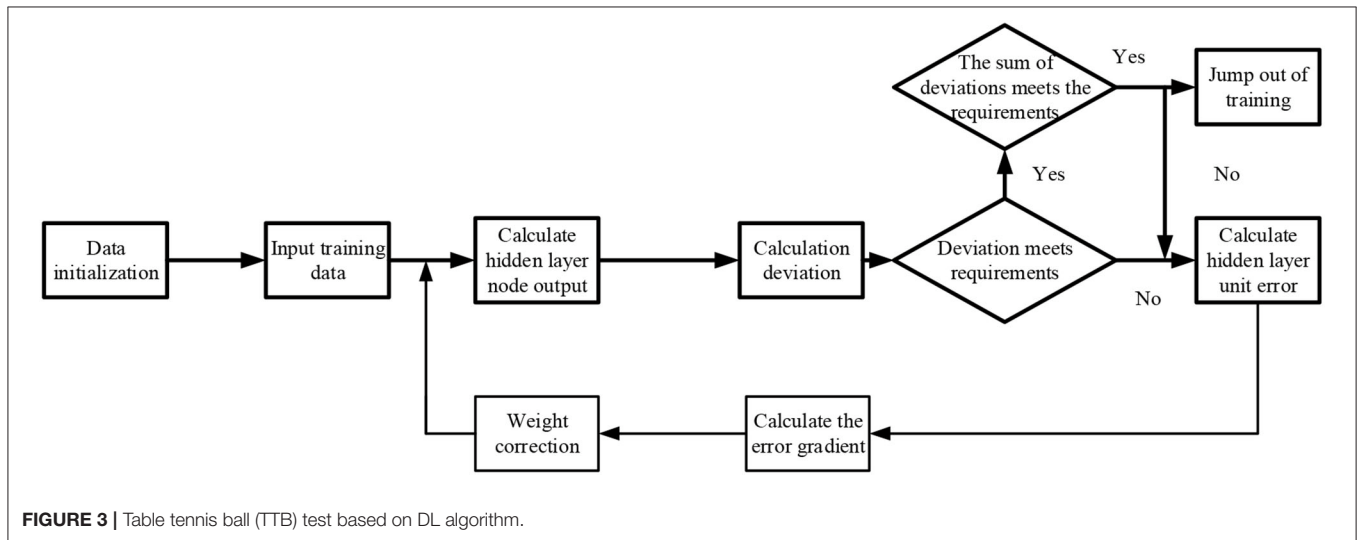 The sum of
deviations meets the
requirements
Yes
Jump out of
training
Yes
No
Data
initialization
Input training
data
Calculate
hidden layer
node output
Calculation
deviation
Deviation meets
requirements
No
Calculate
hidden layer
unit error
Weight
correction
Calculate the
error gradient
FIGURE 3 | Table tennis ball (TTB) test based on DL algorithm.